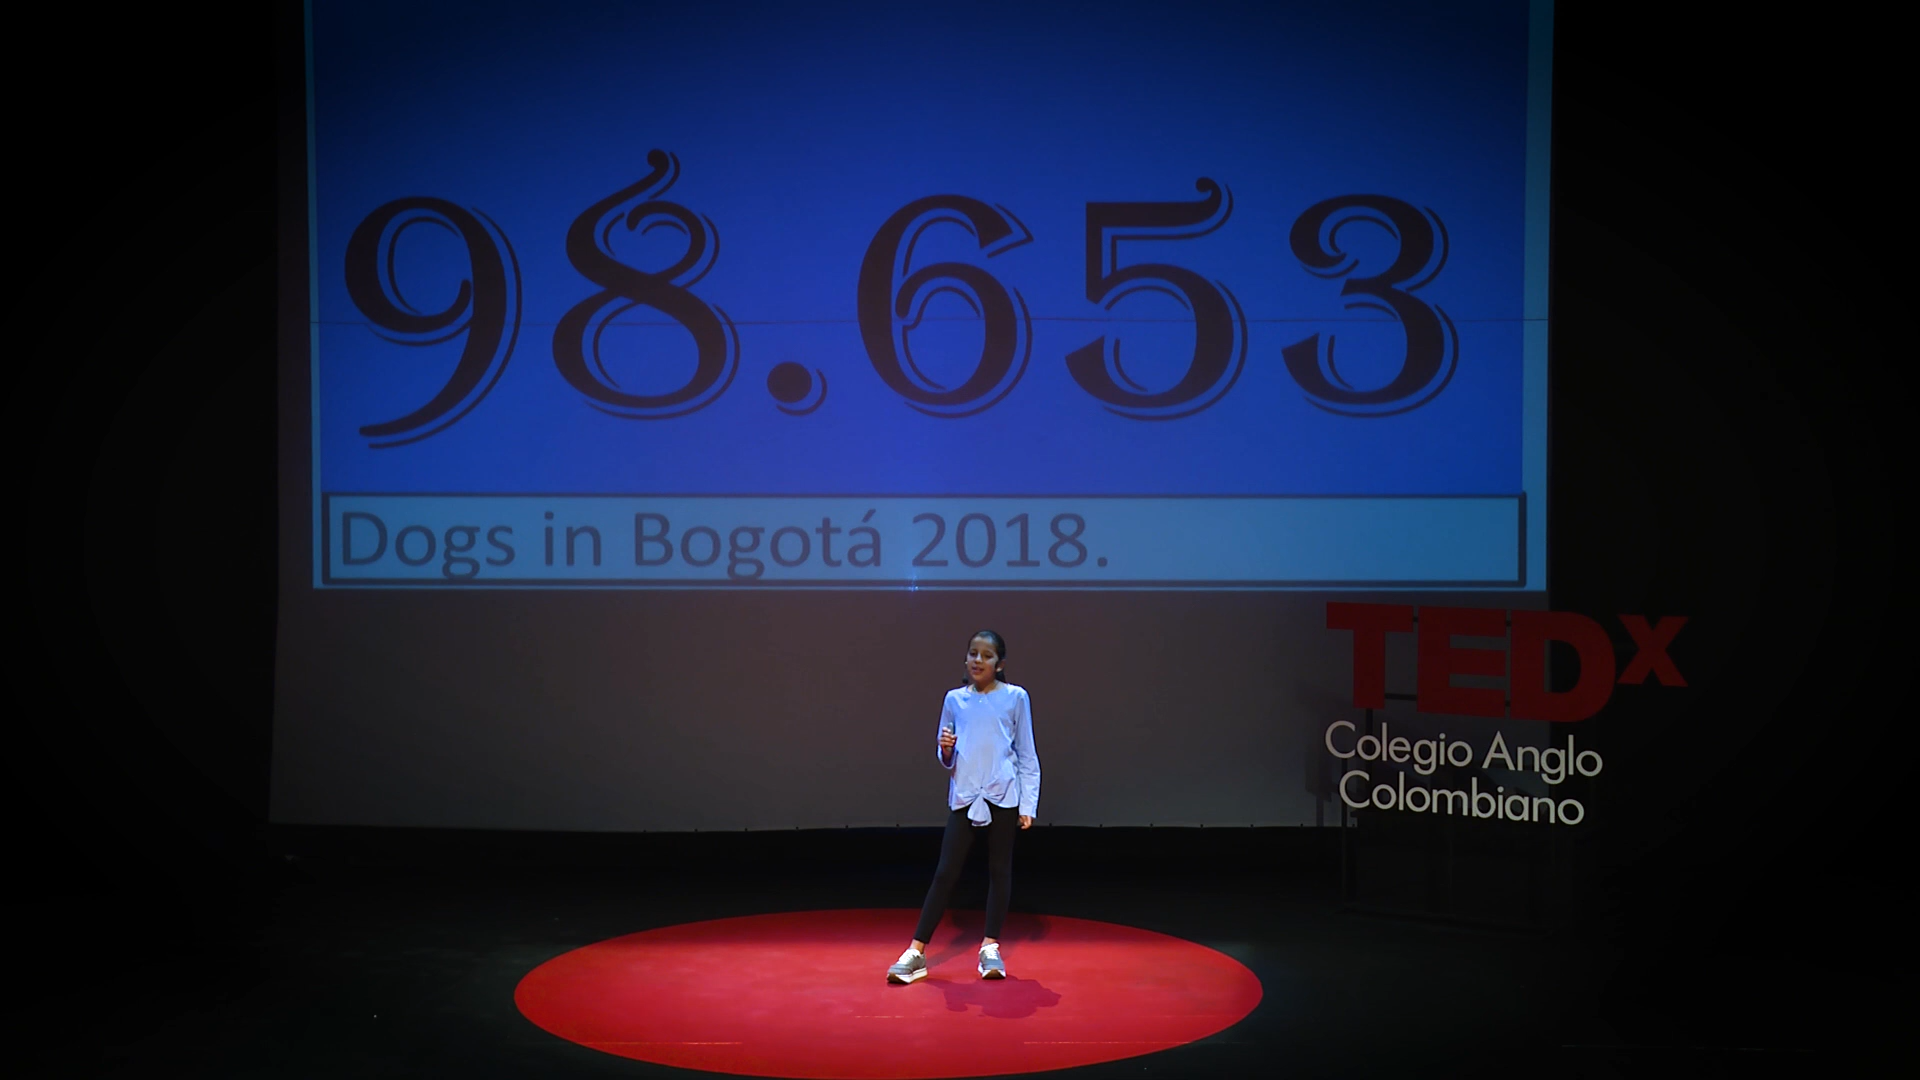 98.653
Dogs in Bogotá 2018.
TEDx
Colegio Anglo
Colombiano